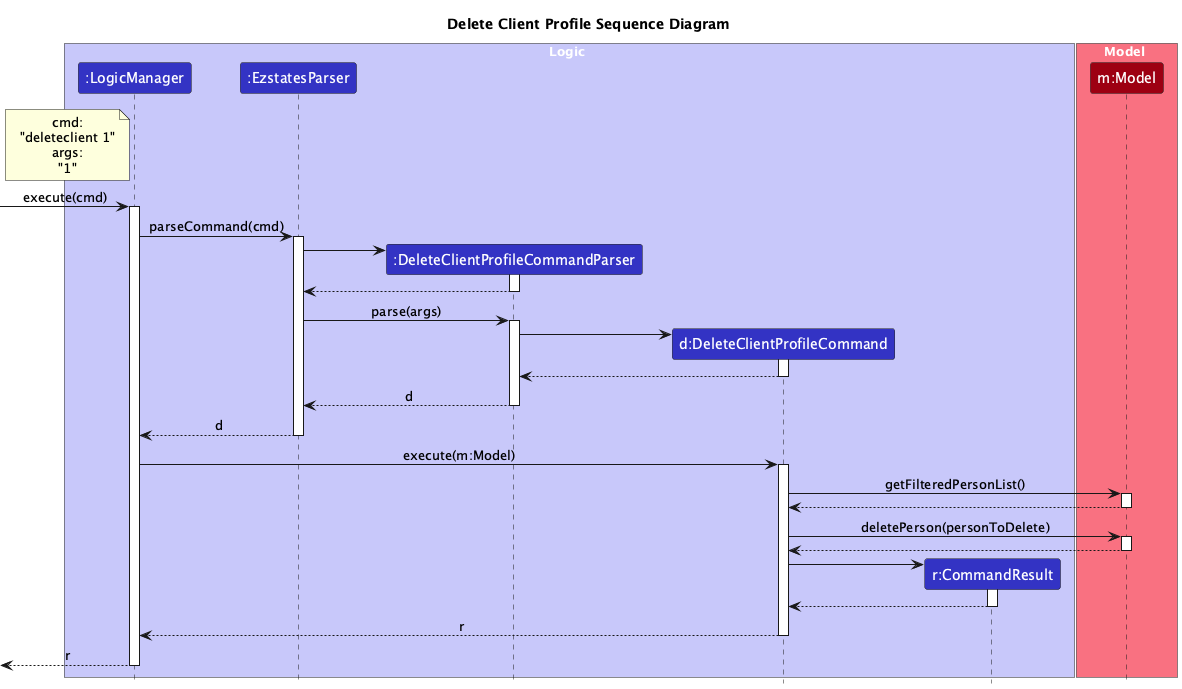 Delete Client Profile Sequence Diagram
Logic
Model
:LogicManager
:EzstatesParser
m:Model
cmd:
"deleteclient 1"
args:
"1"
execute(cmd)
parseCommand(cmd)
:DeleteClientProfileCommandParser
parse(args)
d:DeleteClientProfileCommand
d
d
execute(m:Model)
getFilteredPersonList()
deletePerson(personToDelete)
r:CommandResult
r
r